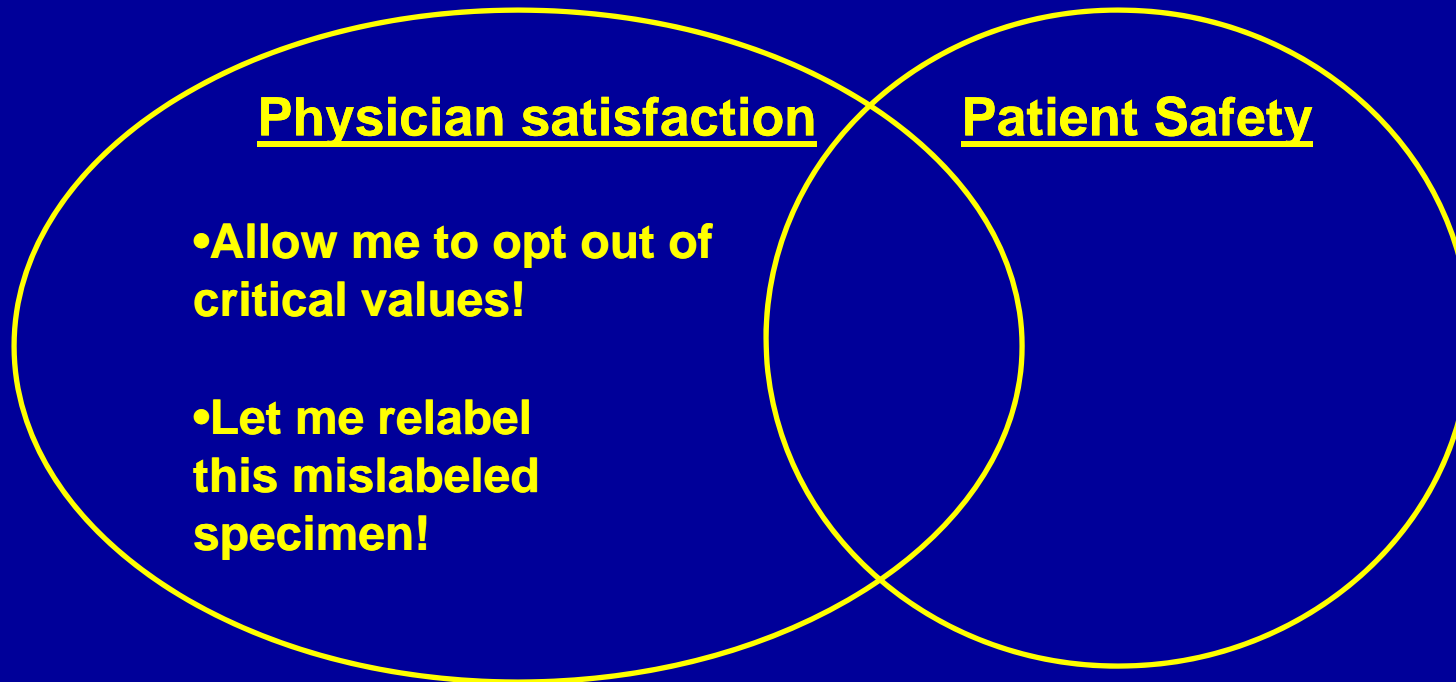 Physician satisfaction
Patient Safety
•Allow me to opt out of
critical values!
•Let me relabel
this mislabeled
specimen!